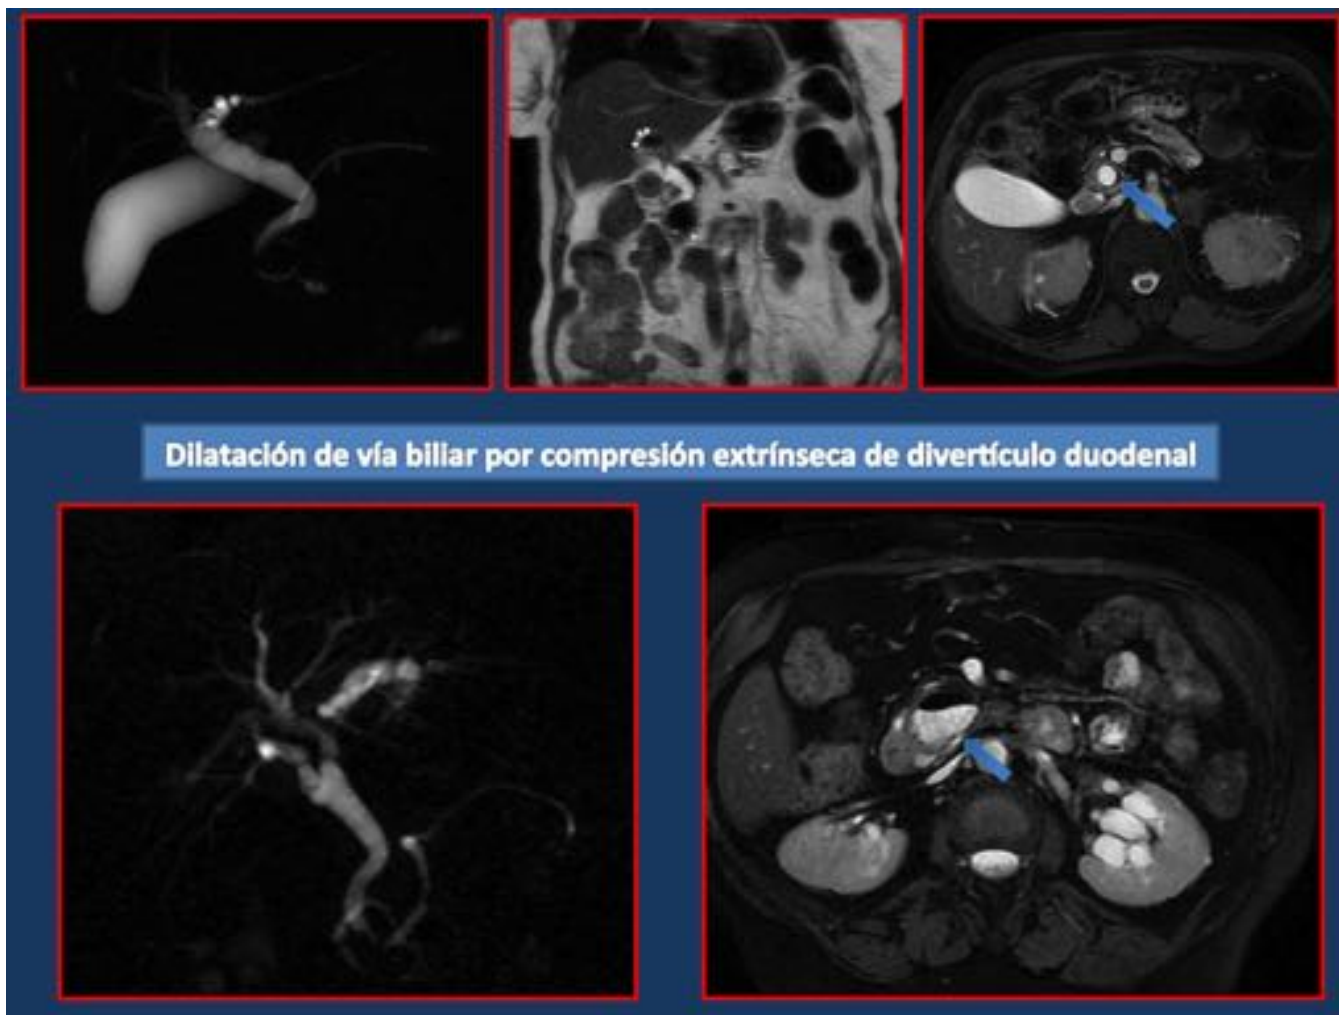 Dilatación de vía biliar por compresión extrínseca de divertículo duodenal